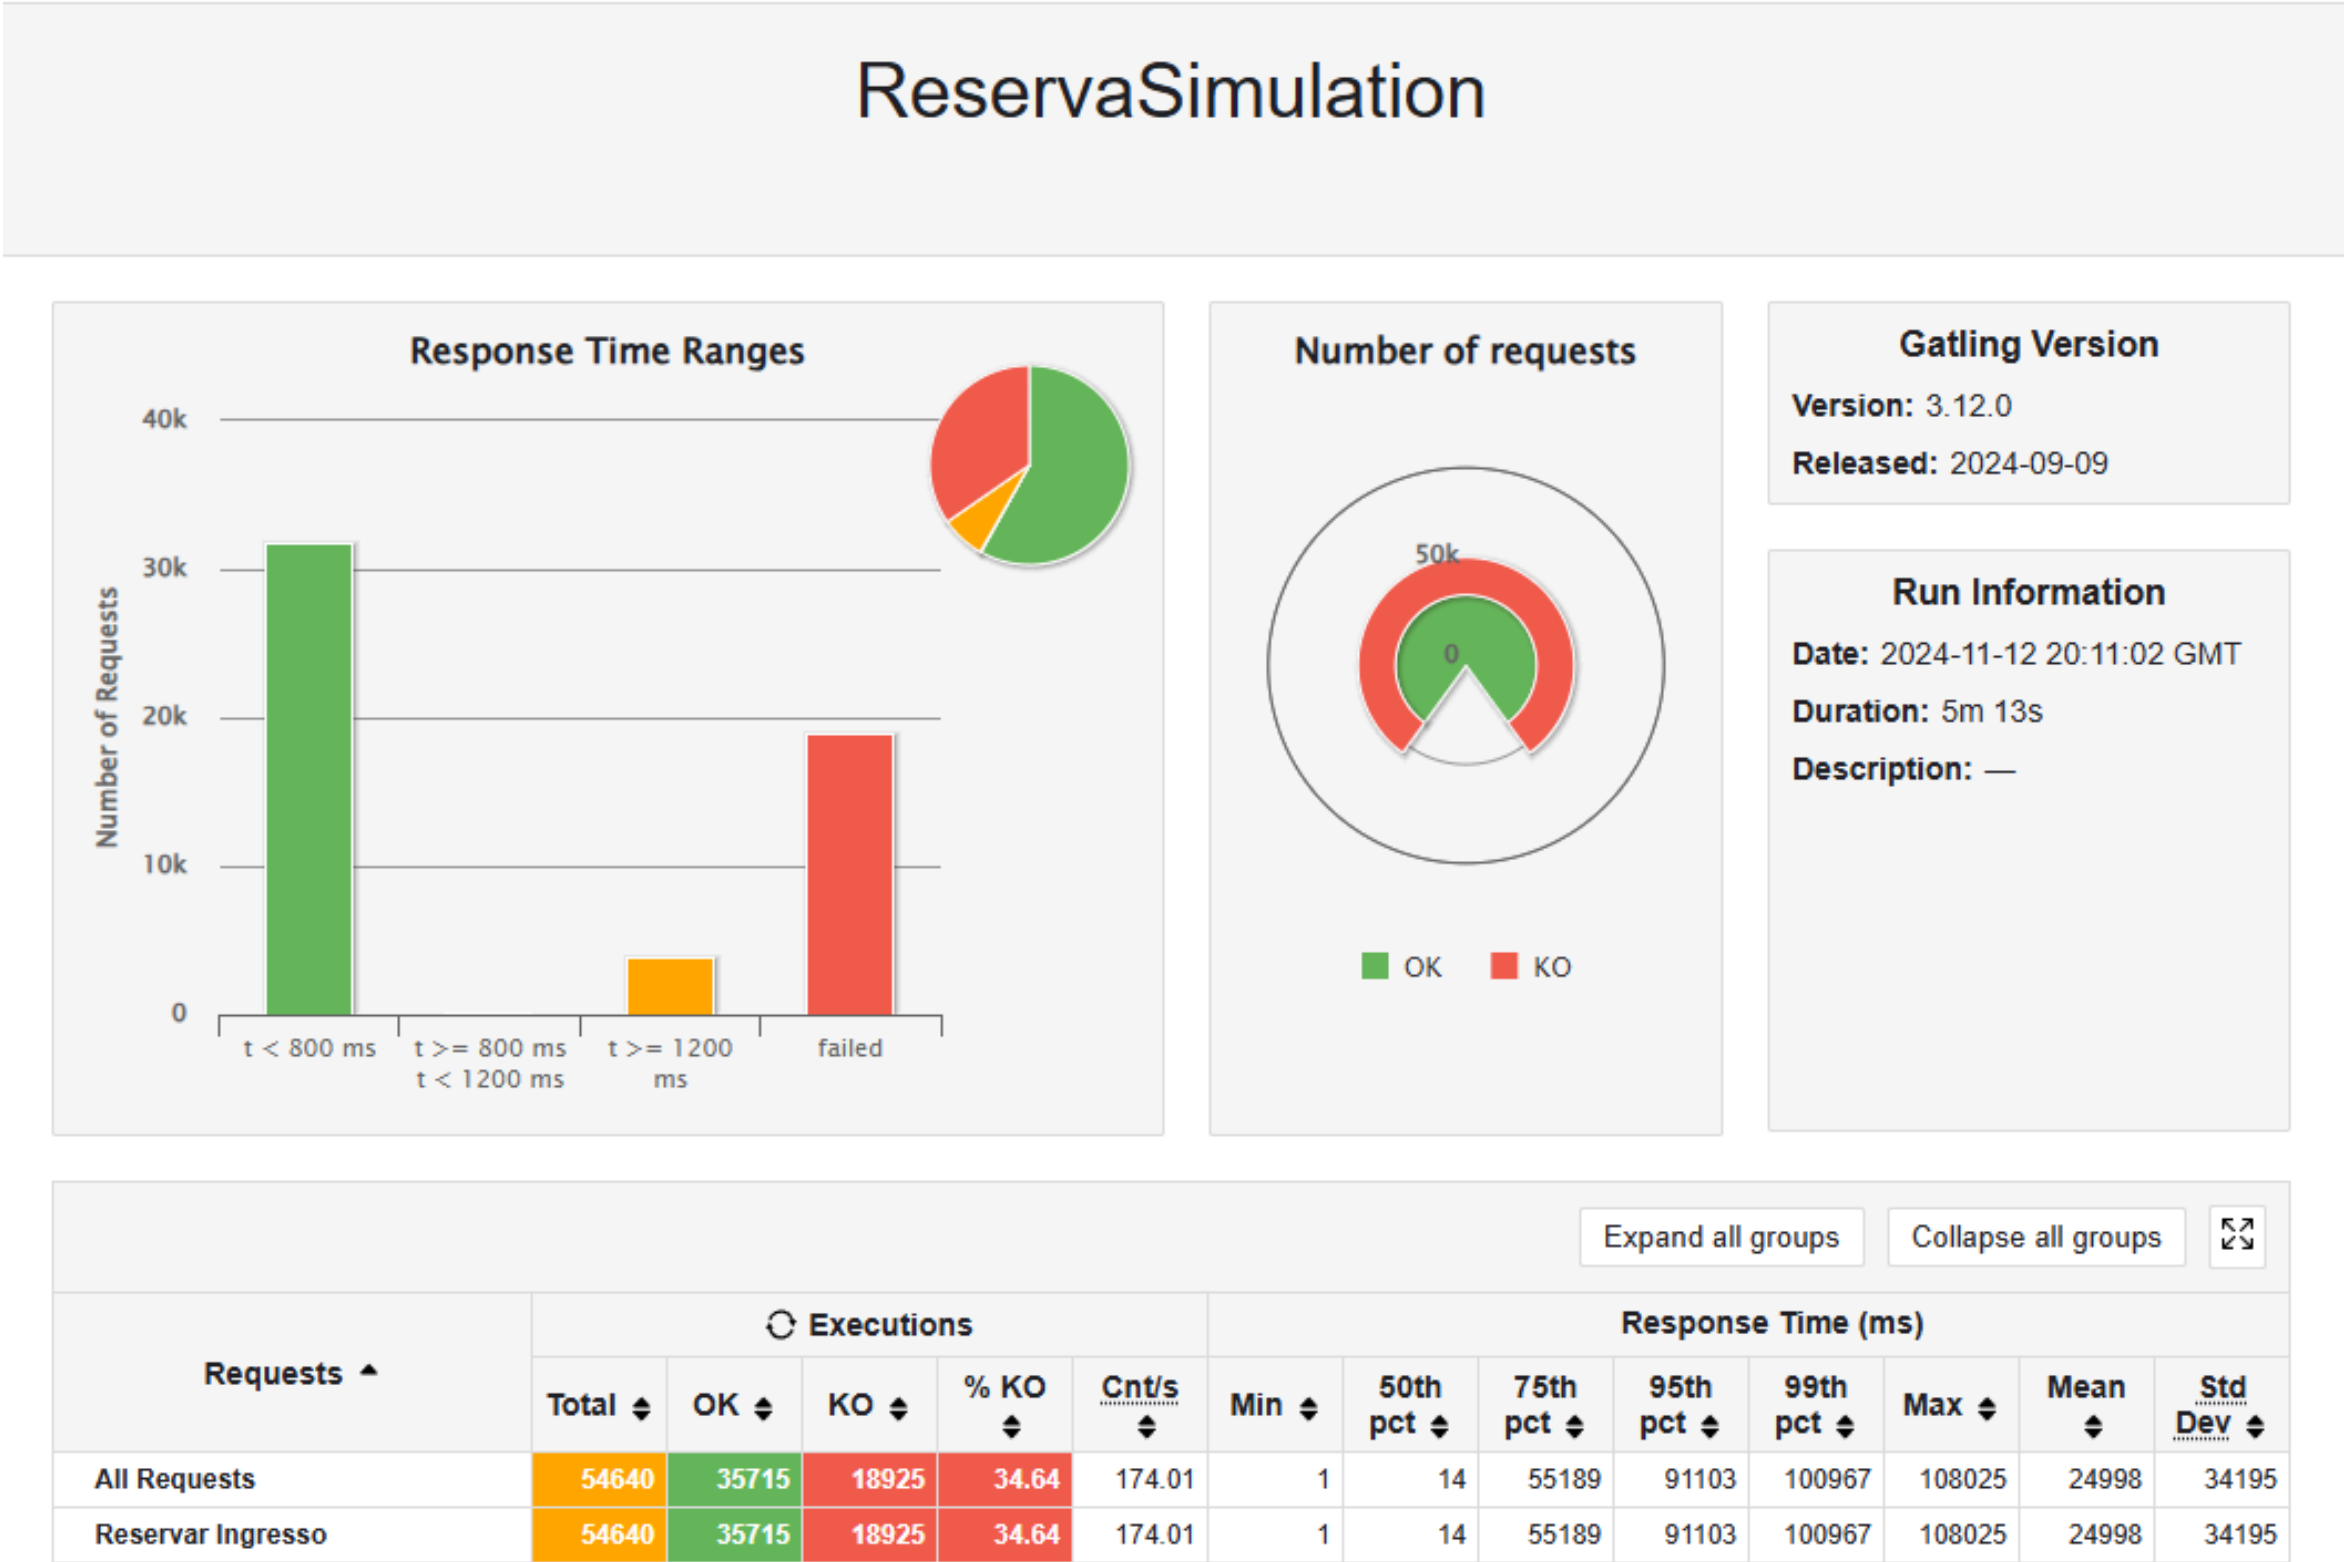 ReservaSimulation
Response Time Ranges
40k
30k
20k
10k
0
Number of Requests
t < 800 ms
t >= 800 ms
t < 1200 ms
t >= 1200
ms
failed
Number of requests
50k
0
OK
KO
Gatling Version
Version: 3.12.0
Released: 2024-09-09
Run Information
Date: 2024-11-12 20:11:02 GMT
Duration: 5m 13s
Description: —
Expand all groups
Collapse all groups
Requests
Executions
Response Time (ms)
Total
OK
KO
% KO
Cnt/s
Min
50th
pct
75th
pct
95th
pct
99th
pct
Max
Mean
Std
Dev
All Requests 54640 35715 18925 34.64 174.01 1 14 55189 91103 100967 108025 24998 34195
Reservar Ingresso 54640 35715 18925 34.64 174.01 1 14 55189 91103 100967 108025 24998 34195